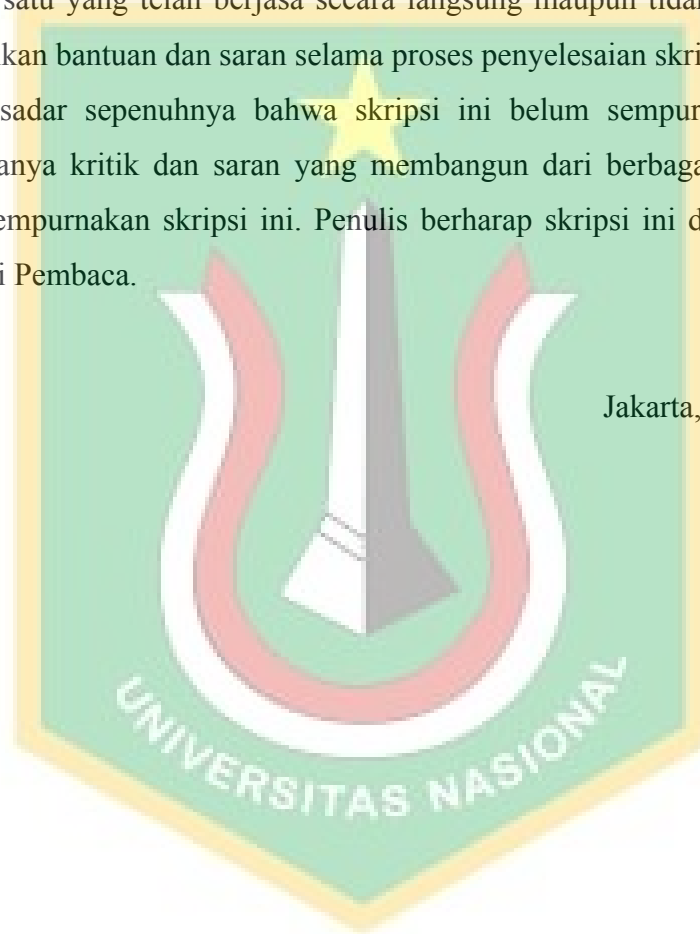 satu yang telah berjasa secara langsung maupun tidak
kan bantuan dan saran selama proses penyelesaian skri
sadar sepenuhnya bahwa skripsi ini belum sempur
anya kritik dan saran yang membangun dari berbaga
empurnakan skripsi ini. Penulis berharap skripsi ini d
i Pembaca.
Jakarta,
UNIVERSITAS NASIONAL